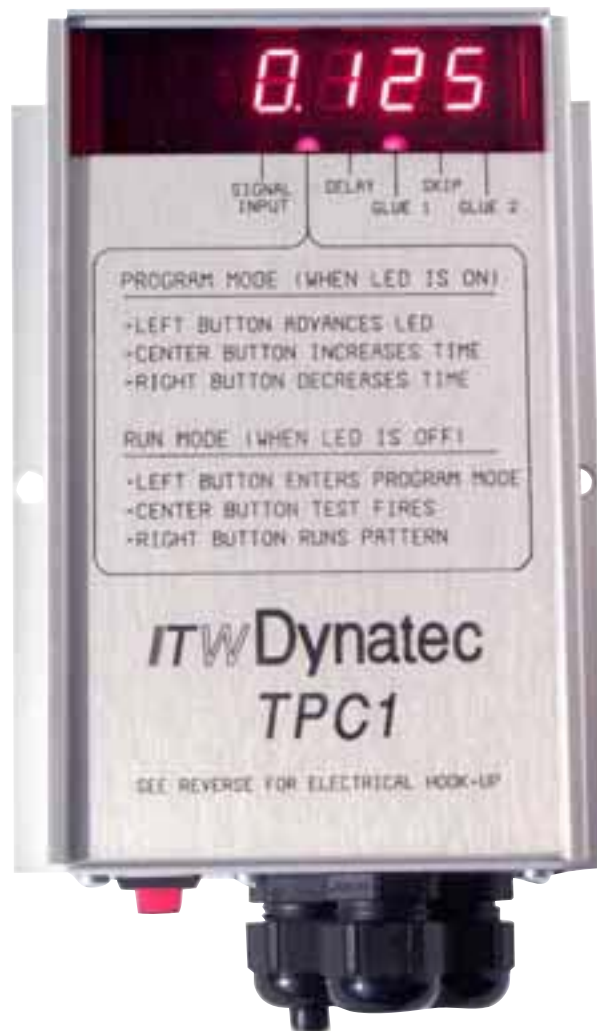 0.125
SIGNAL INPUT DELAY GLUE 1 SKIP GLUE 2
PROGRAM MODE (WHEN LED IS ON)
•LEFT BUTTON ADVANCES LED
•CENTER BUTTON INCREASES TIME
•RIGHT BUTTON DECREASES TIME
RUN MODE (WHEN LED IS OFF)
•LEFT BUTTON ENTERS PROGRAM MODE
•CENTER BUTTON TEST FIRES
•RIGHT BUTTON RUNS PATTERN
ITW Dynatec
TPC1
SEE REVERSE FOR ELECTRICAL HOOK-UP